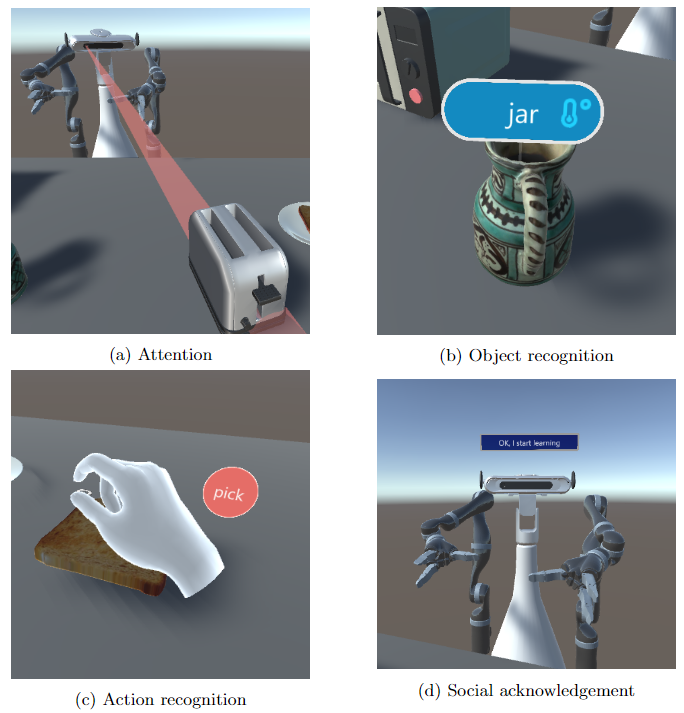 (a) Attention
jar
(b) Object recognition
pick
(c) Action recognition
OK, I start learning
(d) Social acknowledgement